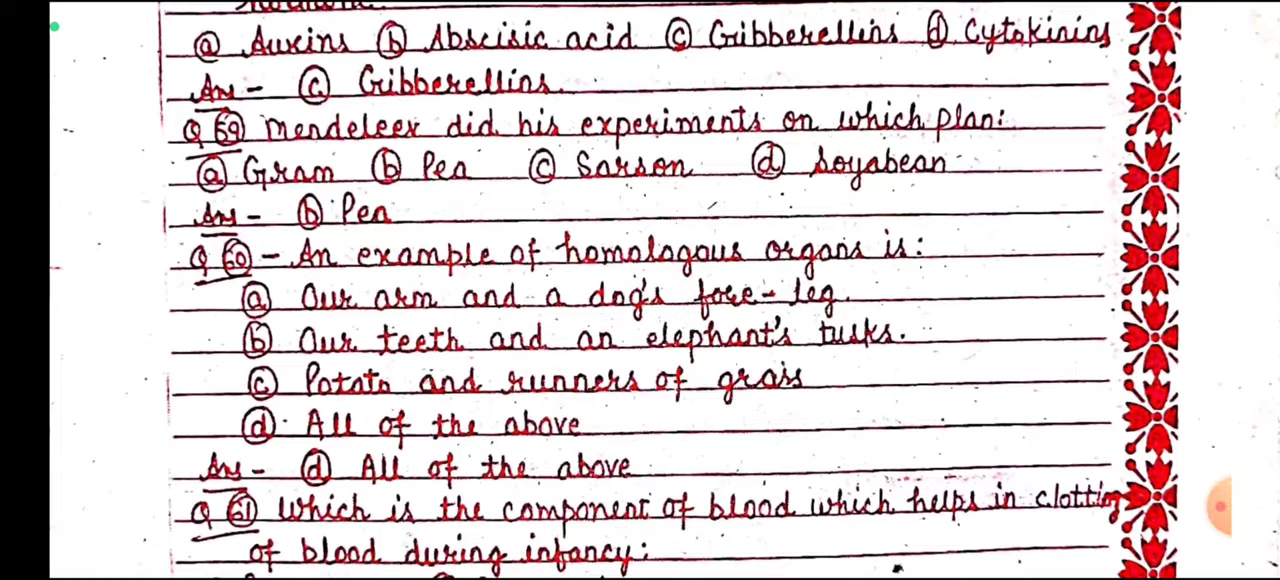 ⓐ Auxins ⓑ Abscisic acid ⓒ Gibberellins ⓓ Cytokinins
Ans - ⓒ Gibberellins.
Q 59 Mendeleev did his experiments on which plan:
ⓐ Gram ⓑ Pea ⓒ Sarson ⓓ Soyabean
Ans - ⓑ Pea
Q 60 - An example of homologous organs is:
ⓐ Our arm and a dog's fore-leg.
ⓑ Our teeth and an elephant's tusks.
ⓒ Potato and runners of grass
ⓓ All of the above
Ans - ⓓ All of the above
Q 61 Which is the component of blood which helps in clotting
of blood during infancy: